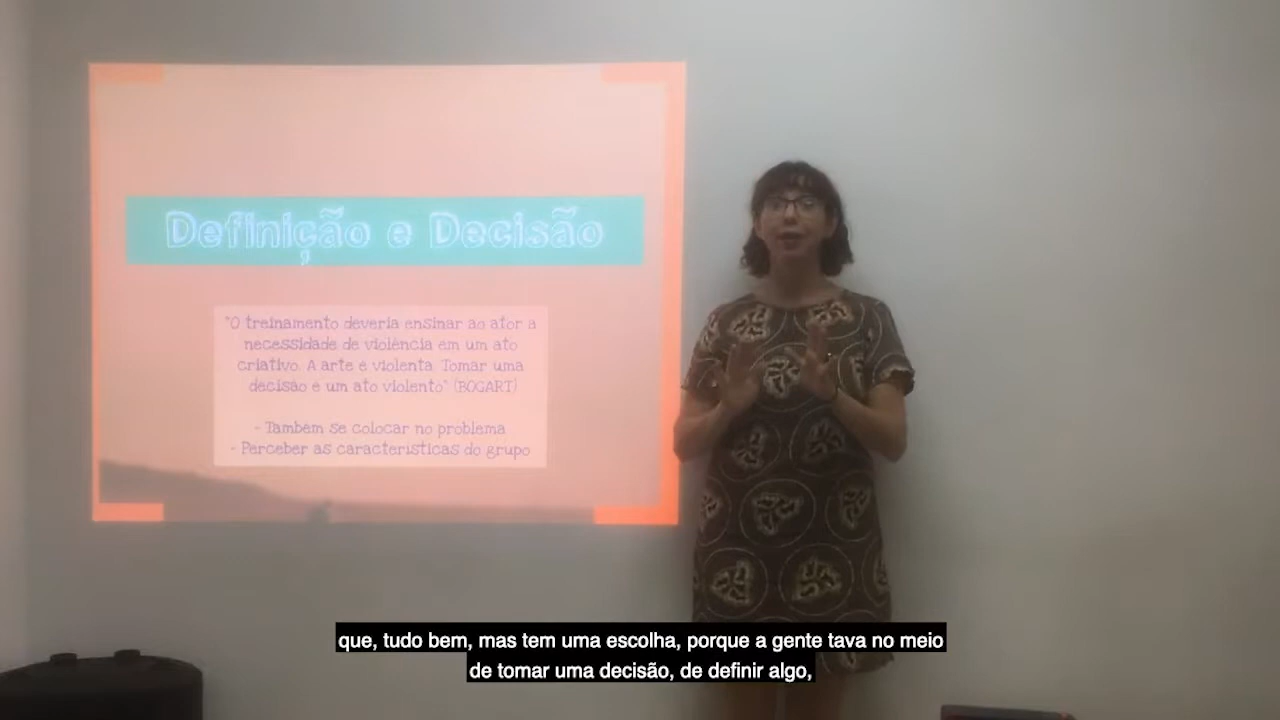 Definição e Decisão
"O treinamento deveria ensinar ao ator a
necessidade de violência em um ato
criativo. A arte é violenta. Tomar uma
decisão é um ato violento" (BOGART)
- Também se colocar no problema
- Perceber as características do grupo
que, tudo bem, mas tem uma escolha, porque a gente tava no meio
de tomar uma decisão, de definir algo,